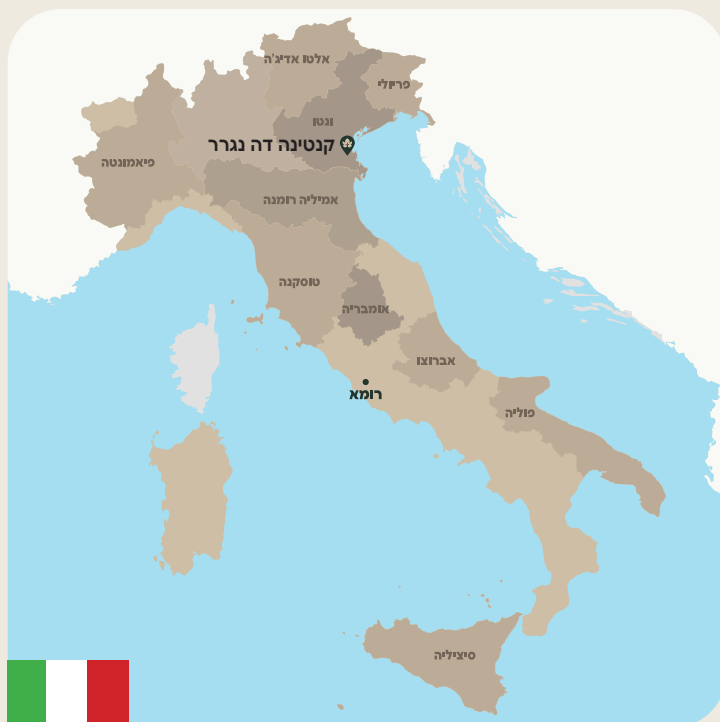 אלטו אדיג'ה
פריולי
ונטו
קנטינה דה נגרר
פיאמונטה
אמיליה רומנה
טוסקנה
אומבריה
אברוצו
רומא
פוליה
סיציליה